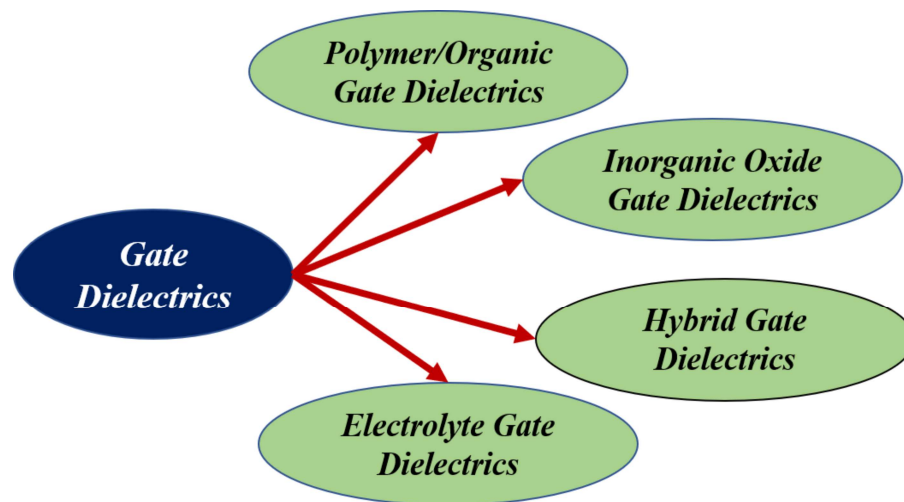 Polymer/Organic
Gate Dielectrics
Inorganic Oxide
Gate Dielectrics
Gate
Dielectrics
Hybrid Gate
Dielectrics
Electrolyte Gate
Dielectrics